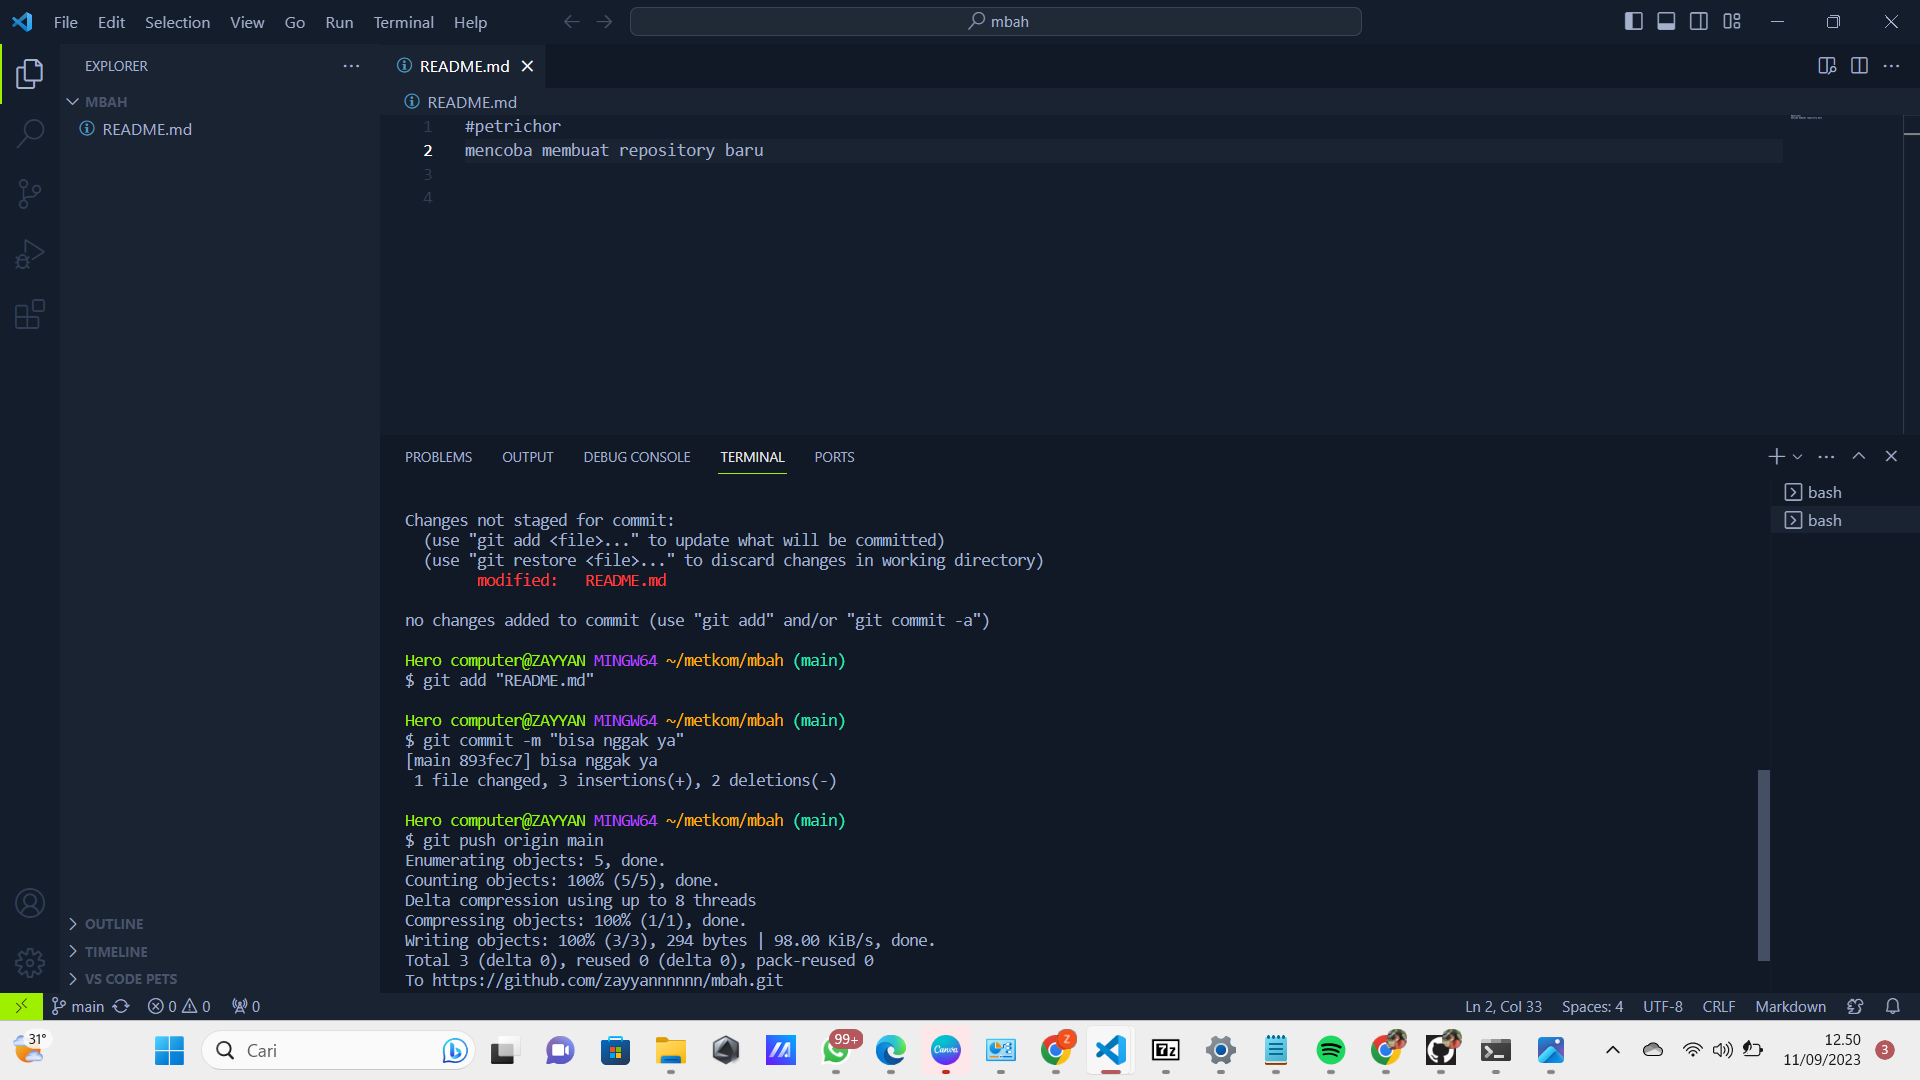 File Edit Selection View Go Run Terminal Help
mbah
EXPLORER
MBAH
README.md
README.md
README.md
1 #petrichor
2 mencoba membuat repository baru
3
4
PROBLEMS OUTPUT DEBUG CONSOLE TERMINAL PORTS
bash
bash
Changes not staged for commit:
(use "git add <file>..." to update what will be committed)
(use "git restore <file>..." to discard changes in working directory)
modified: README.md
no changes added to commit (use "git add" and/or "git commit -a")
Hero computer@ZAYYAN MINGW64 ~/metkom/mbah (main)
$ git add "README.md"
Hero computer@ZAYYAN MINGW64 ~/metkom/mbah (main)
$ git commit -m "bisa nggak ya"
[main 893fec7] bisa nggak ya
1 file changed, 3 insertions(+), 2 deletions(-)
Hero computer@ZAYYAN MINGW64 ~/metkom/mbah (main)
$ git push origin main
Enumerating objects: 5, done.
Counting objects: 100% (5/5), done.
Delta compression using up to 8 threads
Compressing objects: 100% (1/1), done.
Writing objects: 100% (3/3), 294 bytes | 98.00 KiB/s, done.
Total 3 (delta 0), reused 0 (delta 0), pack-reused 0
To https://github.com/zayyannnnnn/mbah.git
OUTLINE
TIMELINE
VS CODE PETS
main 0 0 0
Ln 2, Col 33 Spaces: 4 UTF-8 CRLF Markdown
31°
Cari
99+
Canva
Z
12.50
11/09/2023
3